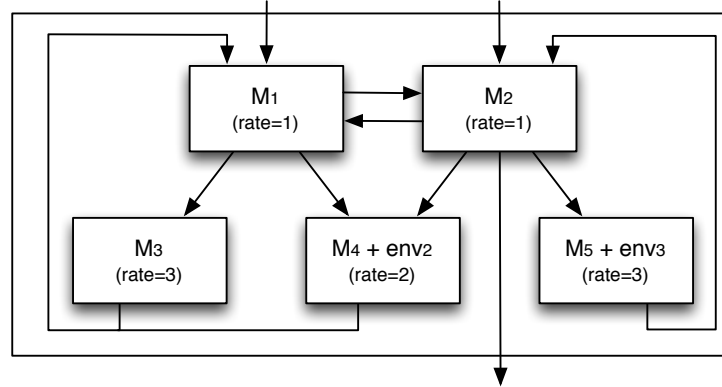 M1
(rate=1)
M2
(rate=1)
M3
(rate=3)
M4 + env2
(rate=2)
M5 + env3
(rate=3)